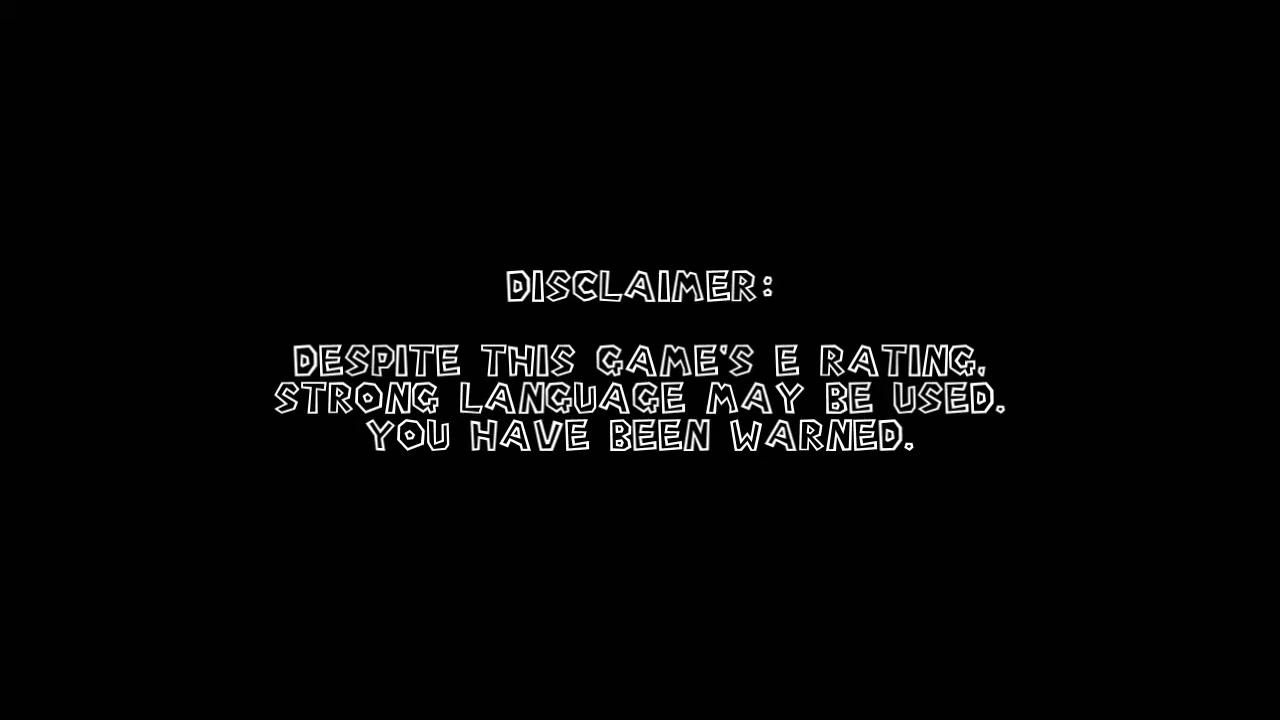 DISCLAIMER:
DESPITE THIS GAME'S E RATING,
STRONG LANGUAGE MAY BE USED.
YOU HAVE BEEN WARNED.